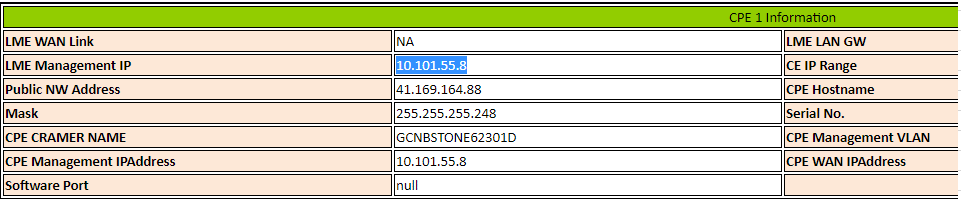 CPE 1 Information
LME WAN Link NA LME LAN GW
LME Management IP 10.101.55.8 CE IP Range
Public NW Address 41.169.164.88 CPE Hostname
Mask 255.255.255.248 Serial No.
CPE CRAMER NAME GCNBSTONE62301D CPE Management VLAN
CPE Management IPAddress 10.101.55.8 CPE WAN IPAddress
Software Port null